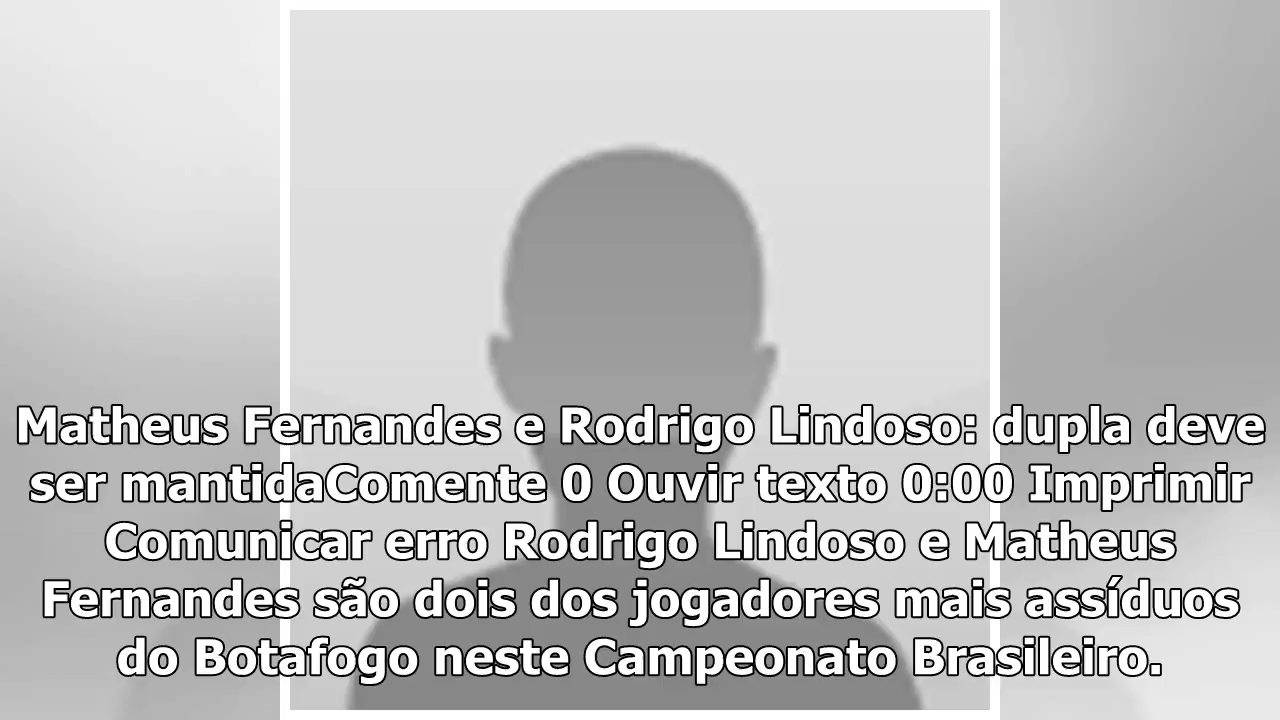 Matheus Fernandes e Rodrigo Lindoso: dupla deve
ser mantidaComente 0 Ouvir texto 0:00 Imprimir
Comunicar erro Rodrigo Lindoso e Matheus
Fernandes são dois dos jogadores mais assíduos
do Botafogo neste Campeonato Brasileiro.